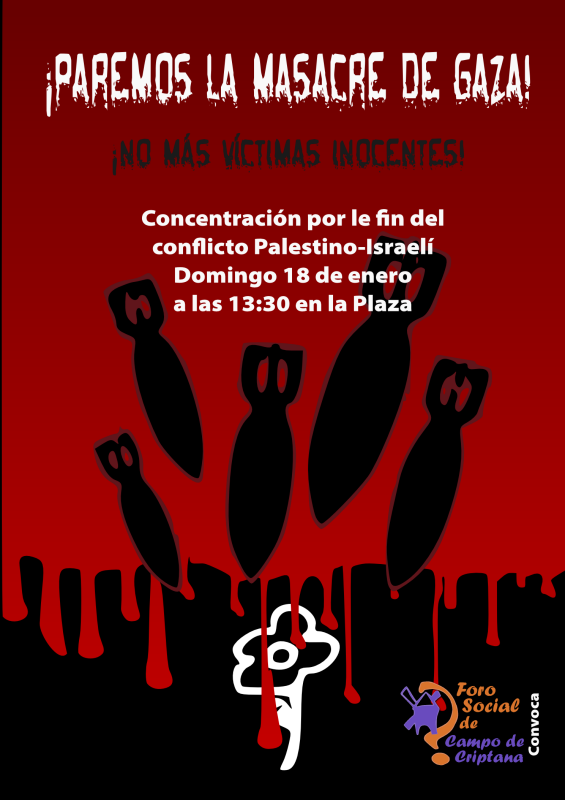 ¡PAREMOS LA MASACRE DE GAZA!
¡NO MÁS VÍCTIMAS INOCENTES!
Concentración por le fin del
conflicto Palestino-Israelí
Domingo 18 de enero
a las 13:30 en la Plaza
Foro
Social
de
Campo de
Criptana
Convoca